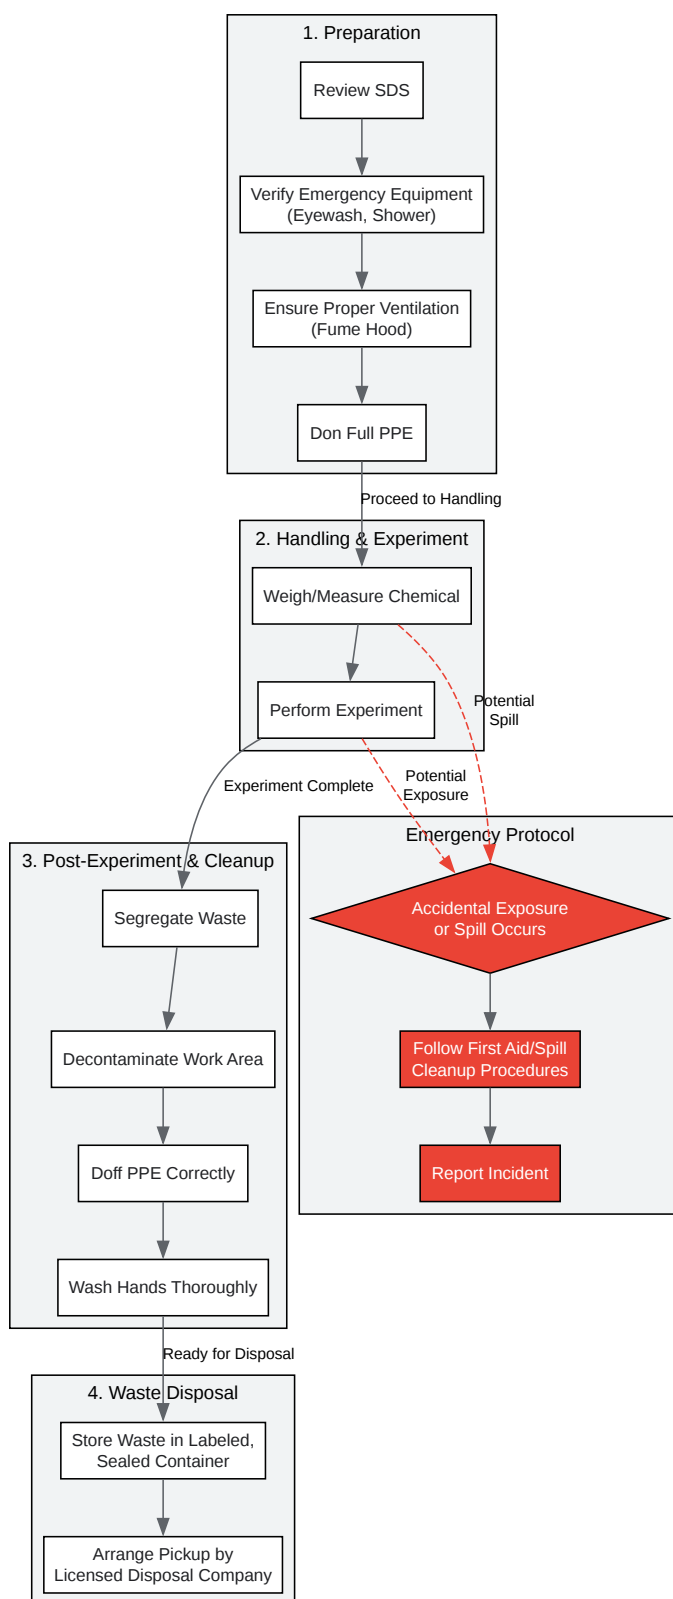 1. Preparation
Review SDS
Verify Emergency Equipment
(Eyewash, Shower)
Ensure Proper Ventilation
(Fume Hood)
Don Full PPE
Proceed to Handling
2. Handling & Experiment
Weigh/Measure Chemical
Perform Experiment
Potential
Spill
Experiment Complete
Potential
Exposure
Emergency Protocol
Accidental Exposure
or Spill Occurs
Follow First Aid/Spill
Cleanup Procedures
Report Incident
3. Post-Experiment & Cleanup
Segregate Waste
Decontaminate Work Area
Doff PPE Correctly
Wash Hands Thoroughly
Ready for Disposal
4. Waste Disposal
Store Waste in Labeled,
Sealed Container
Arrange Pickup by
Licensed Disposal Company